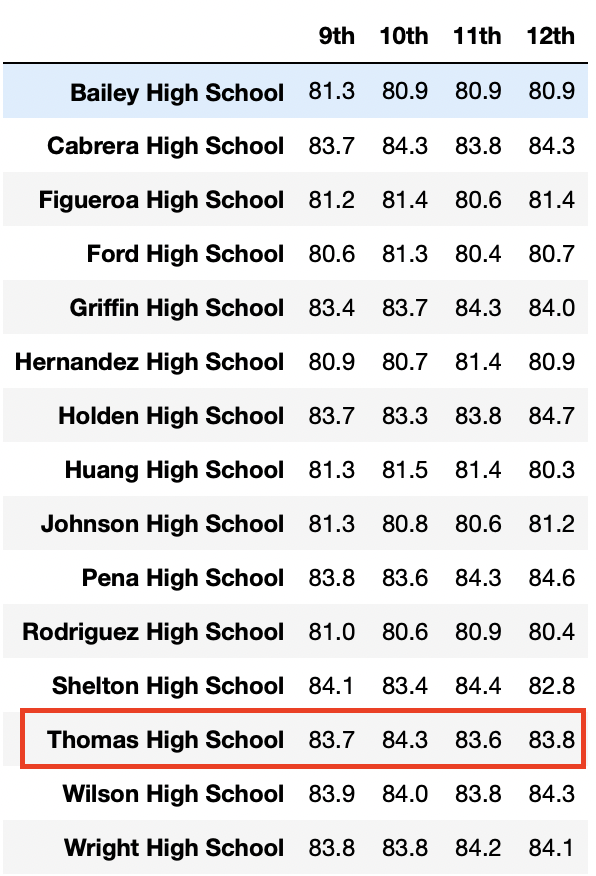 9th 10th 11th 12th
Bailey High School 81.3 80.9 80.9 80.9
Cabrera High School 83.7 84.3 83.8 84.3
Figueroa High School 81.2 81.4 80.6 81.4
Ford High School 80.6 81.3 80.4 80.7
Griffin High School 83.4 83.7 84.3 84.0
Hernandez High School 80.9 80.7 81.4 80.9
Holden High School 83.7 83.3 83.8 84.7
Huang High School 81.3 81.5 81.4 80.3
Johnson High School 81.3 80.8 80.6 81.2
Pena High School 83.8 83.6 84.3 84.6
Rodriguez High School 81.0 80.6 80.9 80.4
Shelton High School 84.1 83.4 84.4 82.8
Thomas High School 83.7 84.3 83.6 83.8
Wilson High School 83.9 84.0 83.8 84.3
Wright High School 83.8 83.8 84.2 84.1